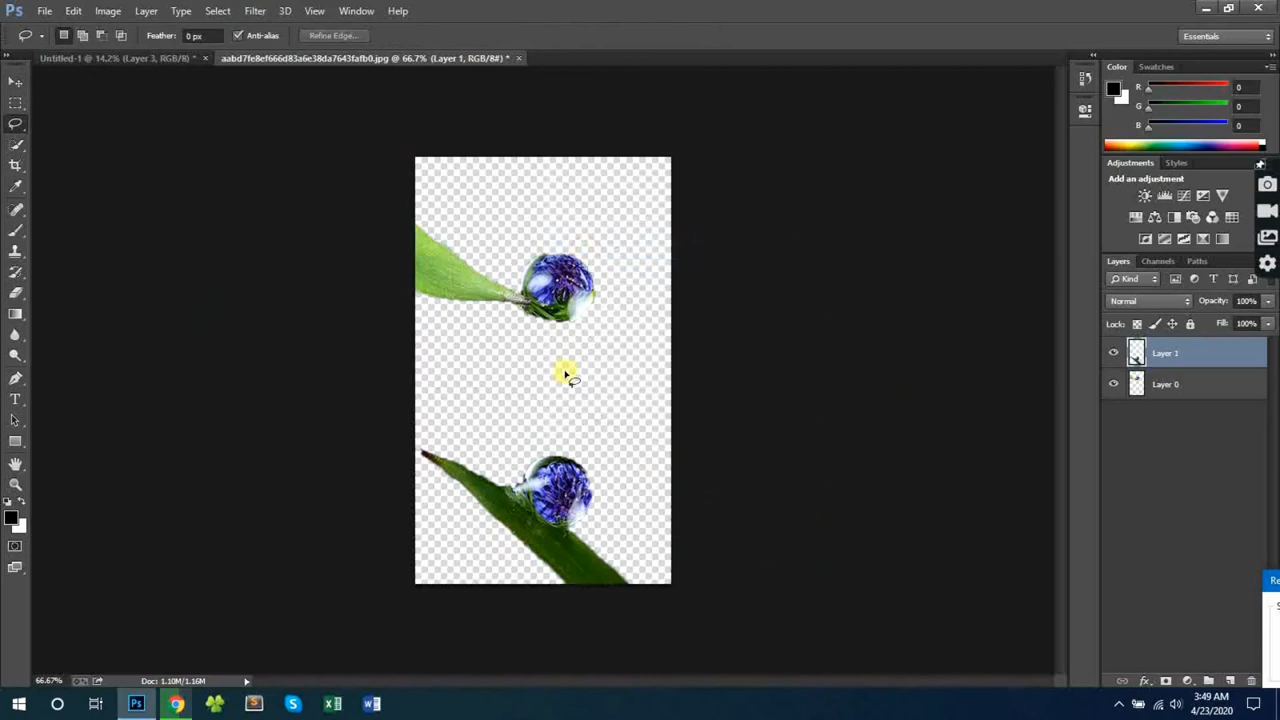 Ps File Edit Image Layer Type Select Filter 3D View Window Help
Feather: 0 px Anti-alias Refine Edge... Essentials
Untitled-1 @ 14.2% (Layer 3, RGB/8) * × aabd7fe8ef666d83a6e38da7643fafb0.jpg @ 66.7% (Layer 1, RGB/8#) * ×
Color Swatches
R 0
G 0
B 0
Adjustments Styles
Add an adjustment
Layers Channels Paths
Kind
Normal Opacity: 100%
Lock: Fill: 100%
Layer 1
Layer 0
T
Re
S
66.67% Doc: 1.10M/1.16M
fx
Ps S X W 3:49 AM
4/23/2020